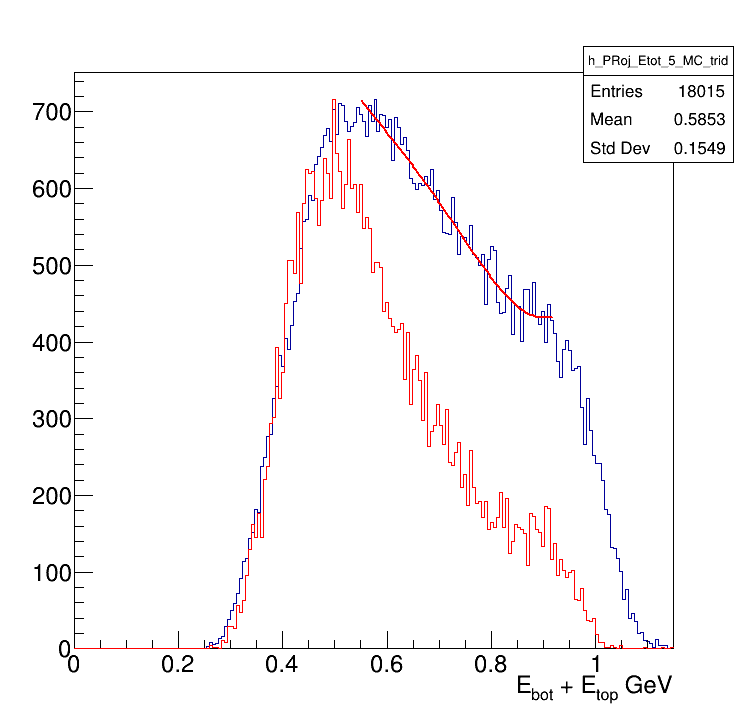 h_PRoj_Etot_5_MC_trid
Entries 18015
Mean 0.5853
Std Dev 0.1549
700
600
500
400
300
200
100
0
0 0.2 0.4 0.6 0.8 1
E_bot + E_top GeV